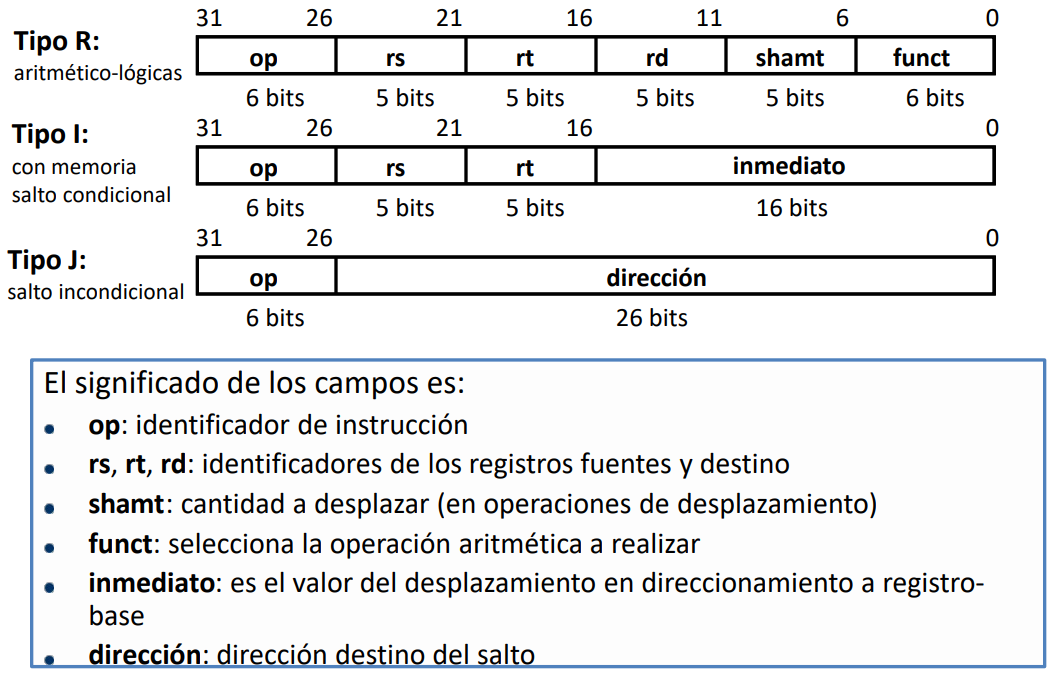 31 26 21 16 11 6 0
Tipo R:
aritmético-lógicas
op rs rt rd shamt funct
6 bits 5 bits 5 bits 5 bits 5 bits 6 bits
31 26 21 16 0
Tipo I:
con memoria
salto condicional
op rs rt inmediato
6 bits 5 bits 5 bits 16 bits
31 26 0
Tipo J:
salto incondicional
op dirección
6 bits 26 bits
El significado de los campos es:
• op: identificador de instrucción
• rs, rt, rd: identificadores de los registros fuentes y destino
• shamt: cantidad a desplazar (en operaciones de desplazamiento)
• funct: selecciona la operación aritmética a realizar
• inmediato: es el valor del desplazamiento en direccionamiento a registro-
base
• dirección: dirección destino del salto